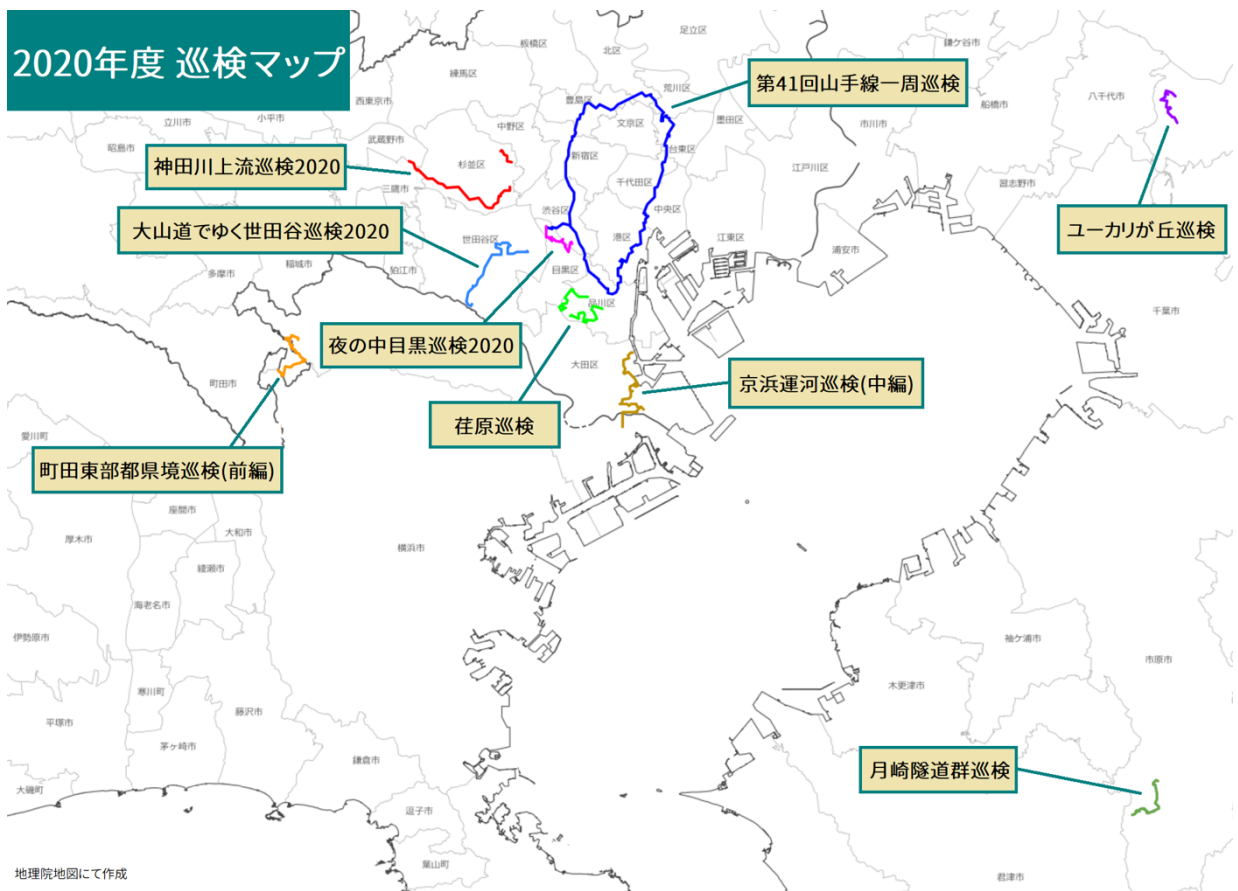 2020年度 巡検マップ
足立区
板橋区
北区
鎌ケ谷市
練馬区
荒川区
第41回山手線一周巡検
八千代市
船橋市
西東京市
豊島区
小平市
立川市
中野区
文京区
墨田区
市川市
武蔵野市
昭島市
台東区
新宿区
神田川上流巡検2020
杉並区
江戸川区
千代田区
習志野市
三鷹市
渋谷区
中央区
大山道でゆく世田谷巡検2020
世田谷区
港区
江東区
ユーカリが丘巡検
浦安市
稲城市
狛江市
多摩市
目黒区
品川区
千葉市
夜の中目黒巡検2020
大田区
町田市
京浜運河巡検(中編)
荏原巡検
愛川町
町田東部都県境巡検(前編)
座間市
大和市
厚木市
横浜市
綾瀬市
海老名市
伊勢原市
袖ケ浦市
市原市
木更津市
寒川町
藤沢市
平塚市
茅ヶ崎市
鎌倉市
月崎隧道群巡検
大磯町
逗子市
葉山町
地理院地図にて作成
君津市